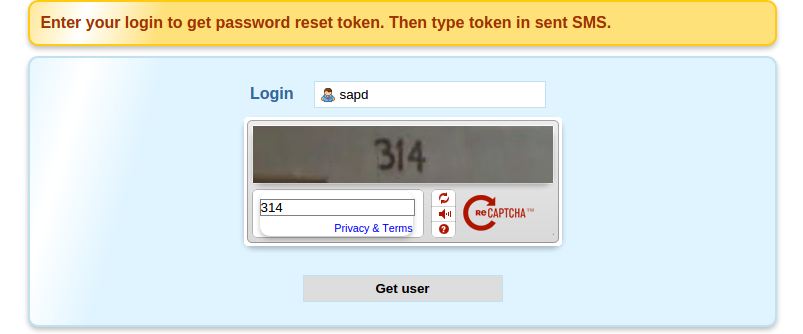 Enter your login to get password reset token. Then type token in sent SMS.
Login sapd
314
314
Privacy & Terms
reCAPTCHA™
Get user